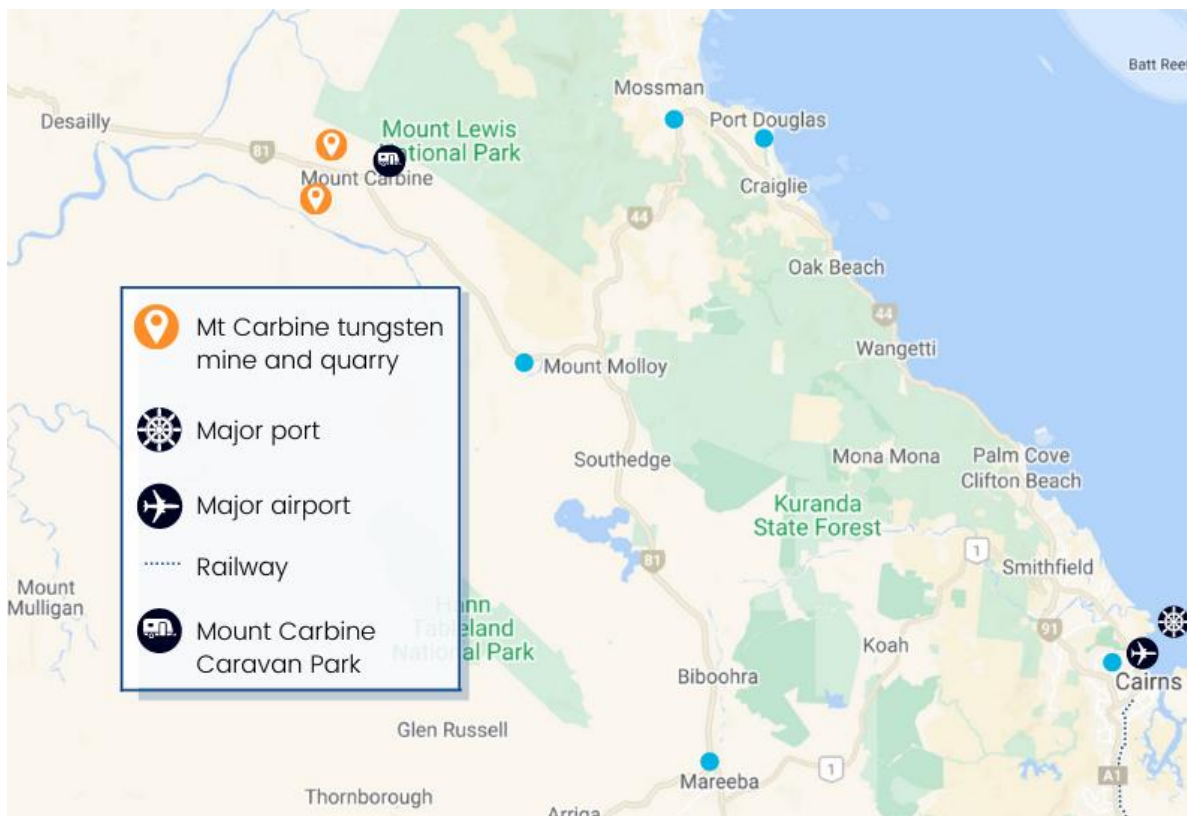 Batt Reef
Mossman
Port Douglas
Desailly
81
Mount Lewis
National Park
Mount Carbine
Craiglie
44
Oak Beach
44
Wangetti
Mt Carbine tungsten
mine and quarry
Mount Molloy
Major port
Southedge
Mona Mona
Palm Cove
Clifton Beach
Major airport
Kuranda
State Forest
1
81
Railway
Smithfield
Mount
Mulligan
Hann
Tableland
National Park
Mount Carbine
Caravan Park
91
Koah
Biboohra
Cairns
Glen Russell
1
A1
Mareeba
Thornborough
Arriga